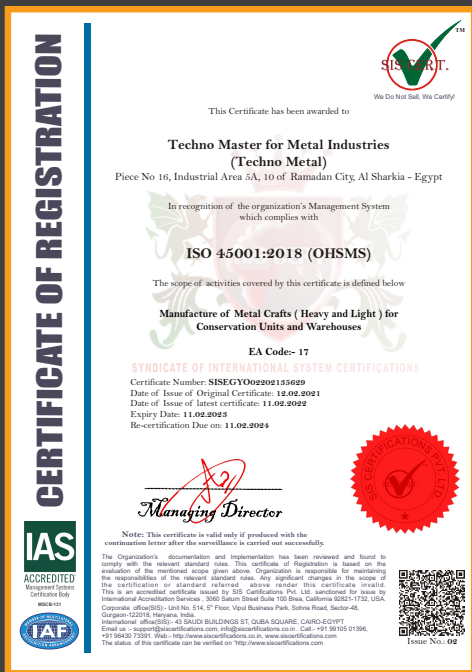 CERTIFICATE OF REGISTRATION
SIS CERT.
TM
We Do Not Sell, We Certify!
This Certificate has been awarded to
Techno Master for Metal Industries
(Techno Metal)
Piece No 16, Industrial Area 5A, 10 of Ramadan City, Al Sharkia - Egypt
In recognition of the organization's Management System
which complies with
ISO 45001:2018 (OHSMS)
The scope of activities covered by this certificate is defined below
Manufacture of Metal Crafts ( Heavy and Light ) for
Conservation Units and Warehouses
EA Code:- 17
SYNDICATE OF INTERNATIONAL SYSTEM CERTIFICATIONS
Certificate Number: SISEGYO02202135629
Date of Issue of Original Certificate: 12.02.2021
Date of Issue of latest certificate: 11.02.2022
Expiry Date: 11.02.2023
Re-certification Due on: 11.02.2024
Managing Director
SIS CERTIFICATIONS PVT. LTD
Note: This certificate is valid only if produced with the
continuation letter after the surveillance is carried out successfully.
The Organization's documentation and Implementation has been reviewed and found to
comply with the relevant standard rules. This certificate of Registration is based on the
evaluation of the mentioned scope given above. Organization is responsible for maintaining
the responsibilities of the relevant standard rules. Any significant changes in the scope of
the certification or standard referred above render this certificate invalid.
This is an accredited certificate issued by SIS Certifications Pvt. Ltd. sanctioned for issue by
International Accreditation Services , 3060 Saturn Street Suite 100 Brea, California 92821-1732, USA.
Corporate office(SIS):- Unit No. 514, 5" Floor, Vipul Business Park, Sohna Road, Sector-48,
Gurgaon-122018, Haryana, India.
International office(SIS):- 43 SAUDI BUILDINGS ST, QUBA SQUARE, CAIRO-EGYPT
Email us :- support@siscertifications.com, info@siscertifications.co.in . Call:- +91 99105 01396,
+91 96430 73391. Web:- http://www.siscertifications.co.in, www.siscertifications.com
The status of this certificate can be verified on "http://www.siscertifications.com
IAS
ACCREDITED
Management Systems
Certification Body
MSCB-131
IAF
Issue No.: 02